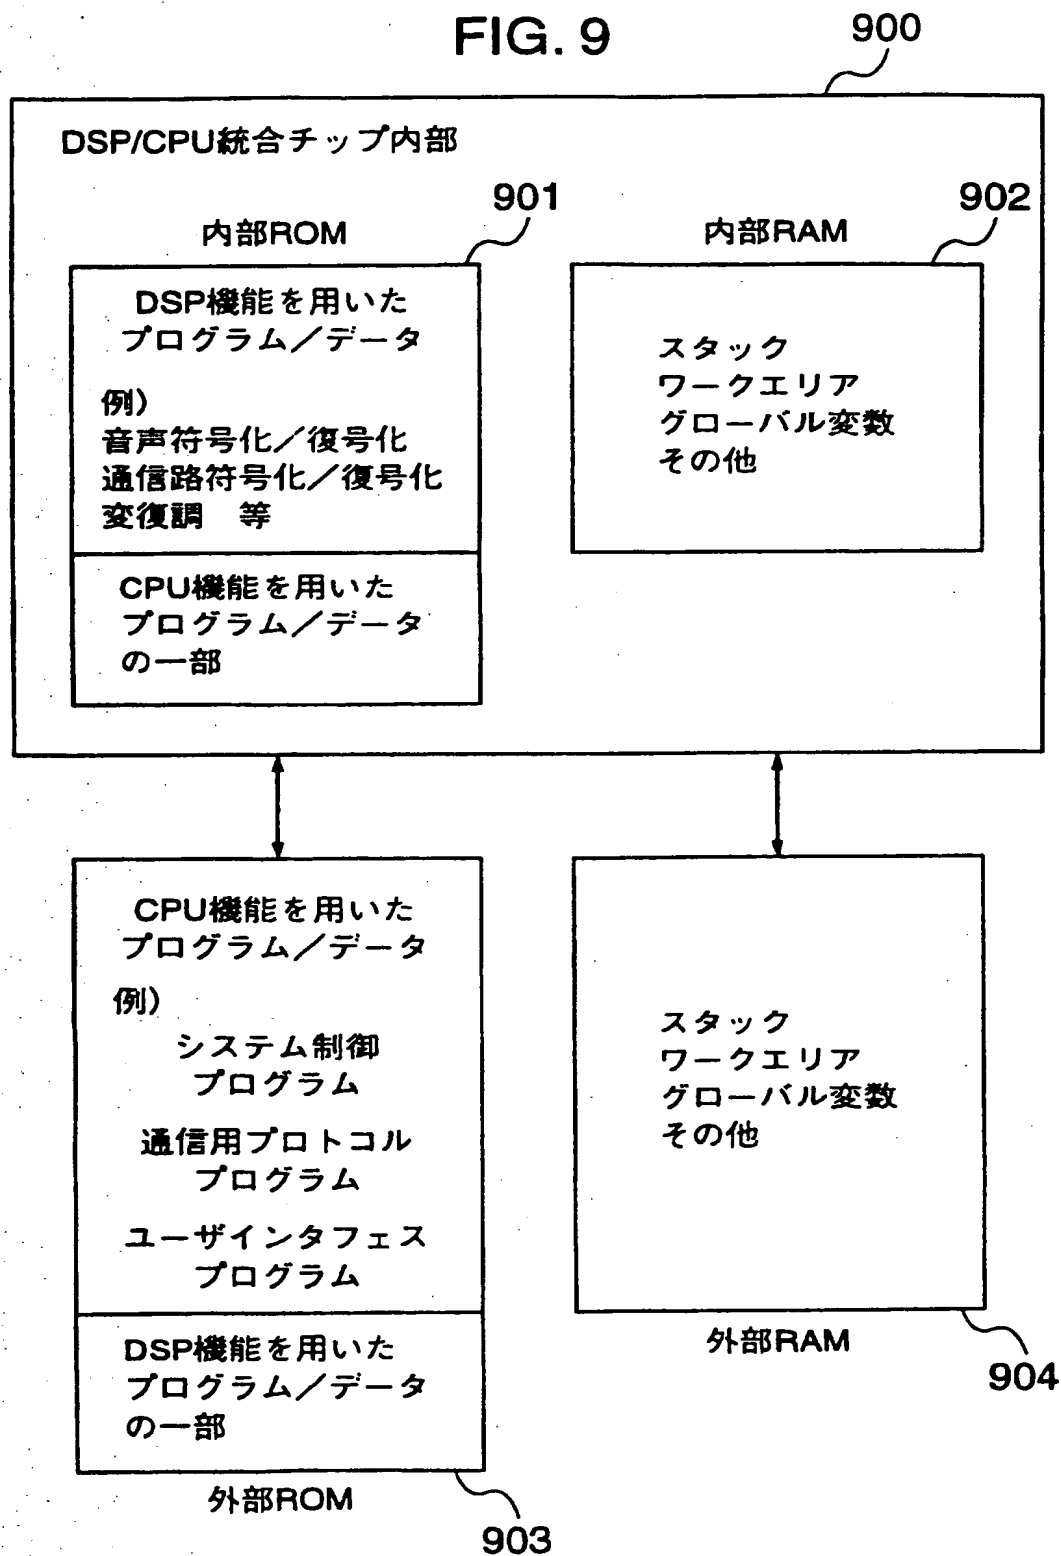 FIG. 9
900
DSP/CPU統合チップ内部
901
内部ROM
DSP機能を用いた
プログラム／データ
例）
音声符号化／復号化
通信路符号化／復号化
変復調　等
CPU機能を用いた
プログラム／データ
の一部
902
内部RAM
スタック
ワークエリア
グローバル変数
その他
CPU機能を用いた
プログラム／データ
例）
システム制御
プログラム
通信用プロトコル
プログラム
ユーザインタフェス
プログラム
DSP機能を用いた
プログラム／データ
の一部
外部ROM
903
スタック
ワークエリア
グローバル変数
その他
外部RAM
904